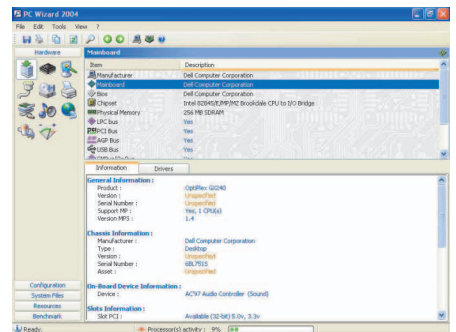 PC Wizard 2004
File Edit Tools View ?
Hardware
Mainboard
Item Description
Manufacturer Dell Computer Corporation
Mainboard Dell Computer Corporation
Bios Dell Computer Corporation
Chipset Intel 82845/E/MP/MZ Brookdale CPU to I/O Bridge
Physical Memory 256 MB SDRAM
LPC bus Yes
PCI Bus Yes
AGP Bus Yes
USB Bus Yes
Information Drivers
General Information :
Product : OptiPlex GX240
Version : Unspecified
Serial Number : Unspecified
Support MP : Yes, 1 CPU(s)
Version MPS : 1.4
Chassis Information :
Manufacturer : Dell Computer Corporation
Type : Desktop
Version : Unspecified
Serial Number : 6BL751S
Asset : Unspecified
On-Board Device Information :
Device : AC'97 Audio Controller (Sound)
Slots Information :
Slot PCI : Available (32-bit) 5.0v, 3.3v
Configuration
System Files
Resources
Benchmark
Ready. Processor(s) activity : 9%